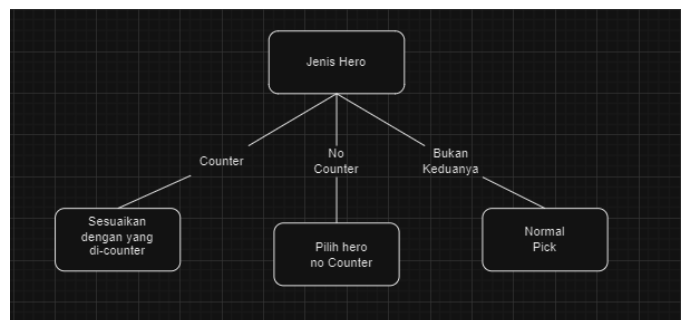 Jenis Hero
Counter
No
Counter
Bukan
Keduanya
Sesuaikan
dengan yang
di-counter
Pilih hero
no Counter
Normal
Pick